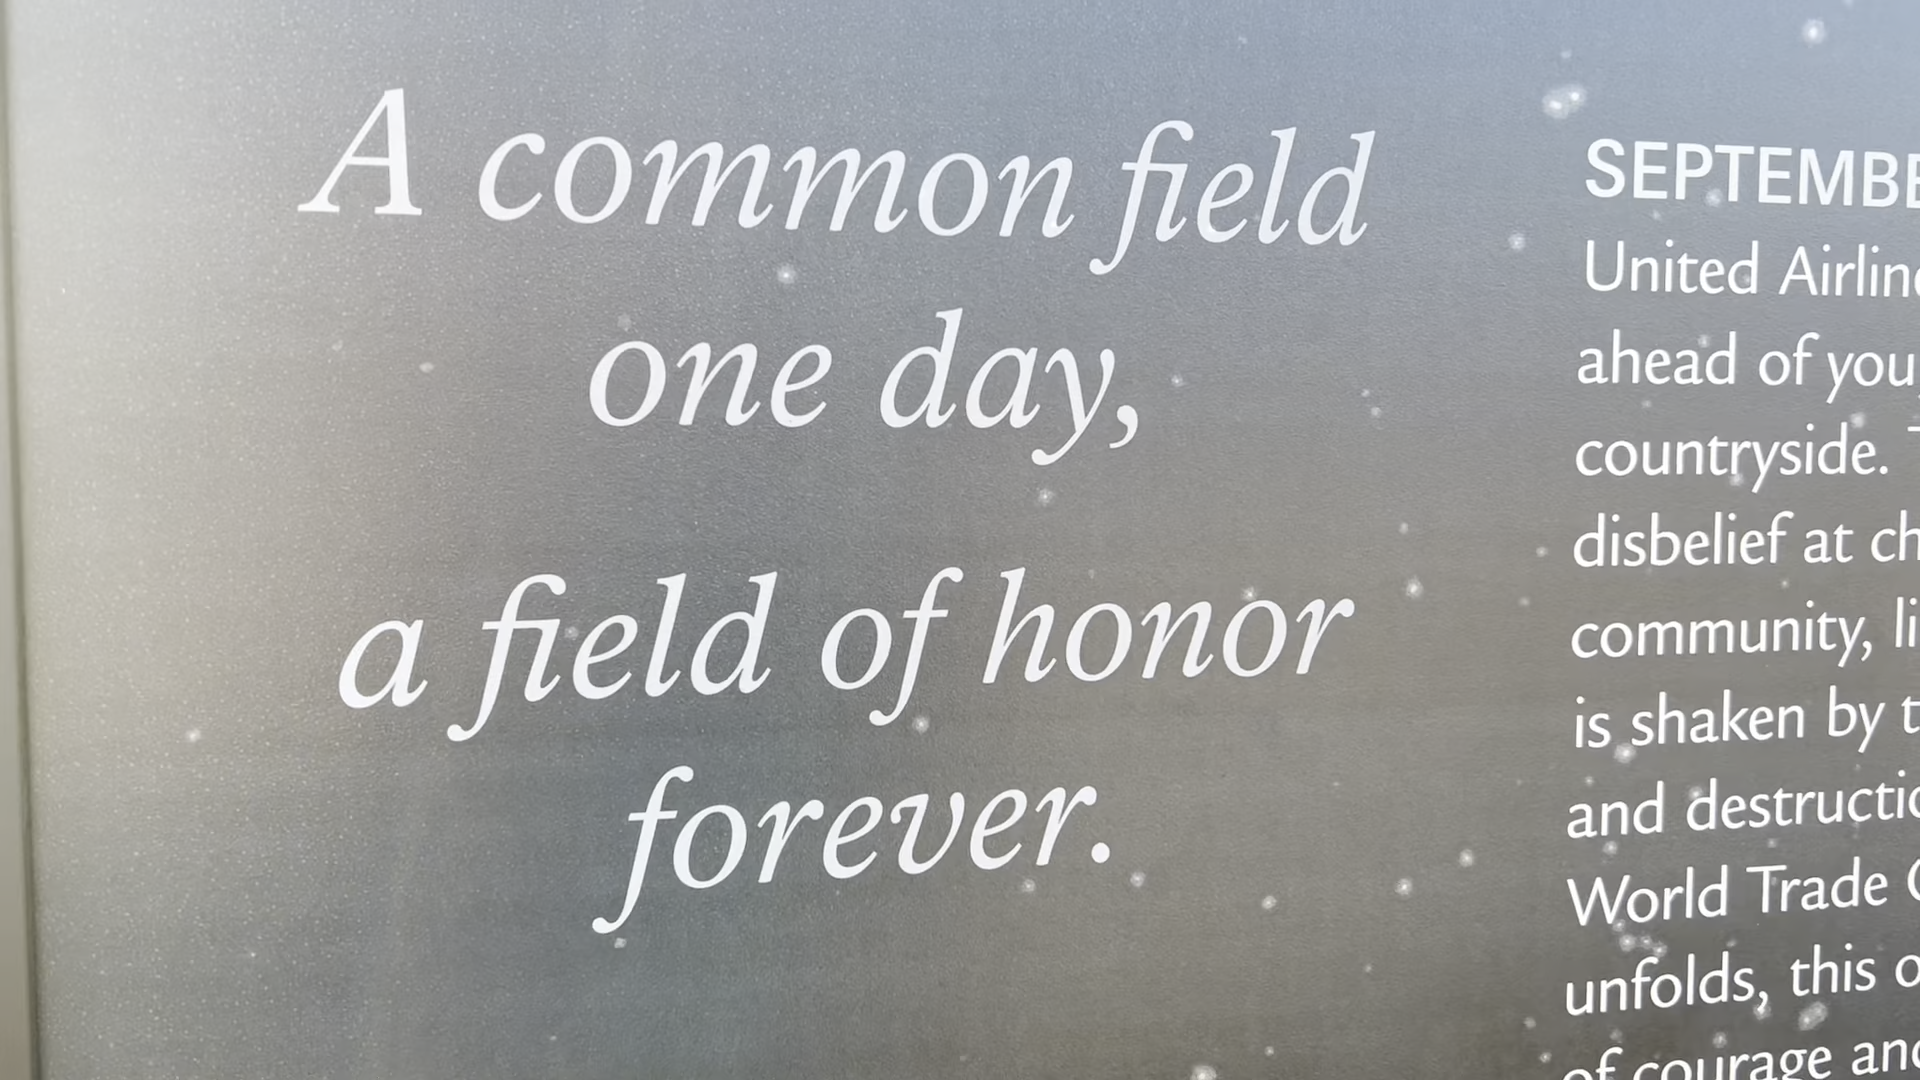 A common field
one day,
a field of honor
forever.
SEPTEMBE
United Airlin
ahead of you
countryside.
disbelief at ch
community, li
is shaken by t
and destructi
World Trade C
unfolds, this o
of courage and